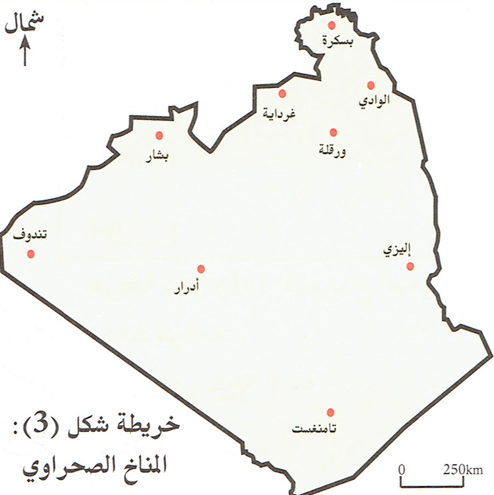 شمال
بسكرة
الوادي
غرداية
ورقلة
بشار
تندوف
إليزي
أدرار
تامنغست
خريطة شكل (3):
المناخ الصحراوي
0 250km